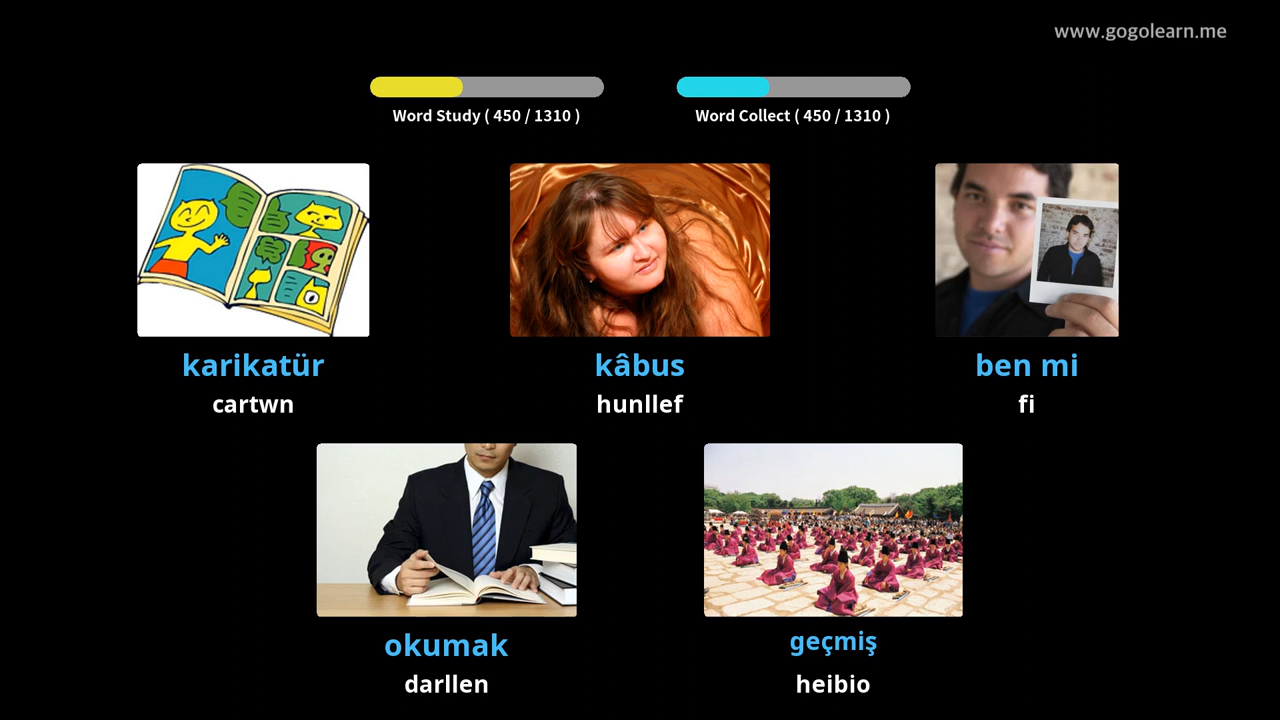 www.gogolearn.me
Word Study ( 450 / 1310 )
Word Collect ( 450 / 1310 )
karikatür
cartwn
kâbus
hunllef
ben mi
fi
okumak
darllen
geçmiş
heibio